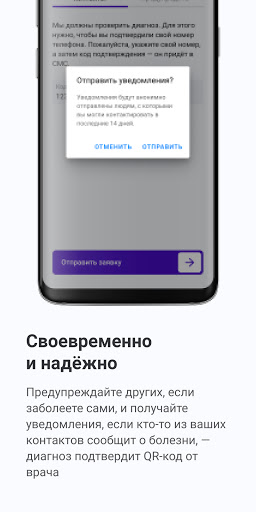 Мы должны проверить диагноз. Для этого
нужно, чтобы вы подтвердили свой номер
телефона. Пожалуйста, укажите свой номер,
а затем код подтверждения — он придёт в
СМС.
Отправить уведомления?
Уведомления будут анонимно
отправлены людям, с которыми
вы могли контактировать в
последние 14 дней.
ОТМЕНИТЬ ОТПРАВИТЬ
Отправить заявку
Своевременно
и надёжно
Предупреждайте других, если
заболеете сами, и получайте
уведомления, если кто-то из ваших
контактов сообщит о болезни, —
диагноз подтвердит QR-код от
врача